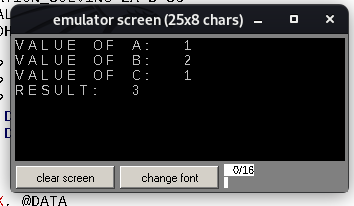 emulator screen (25x8 chars)
VALUE OF A: 1
VALUE OF B: 2
VALUE OF C: 1
RESULT: 3
clear screen
change font
0/16
X, @DATA